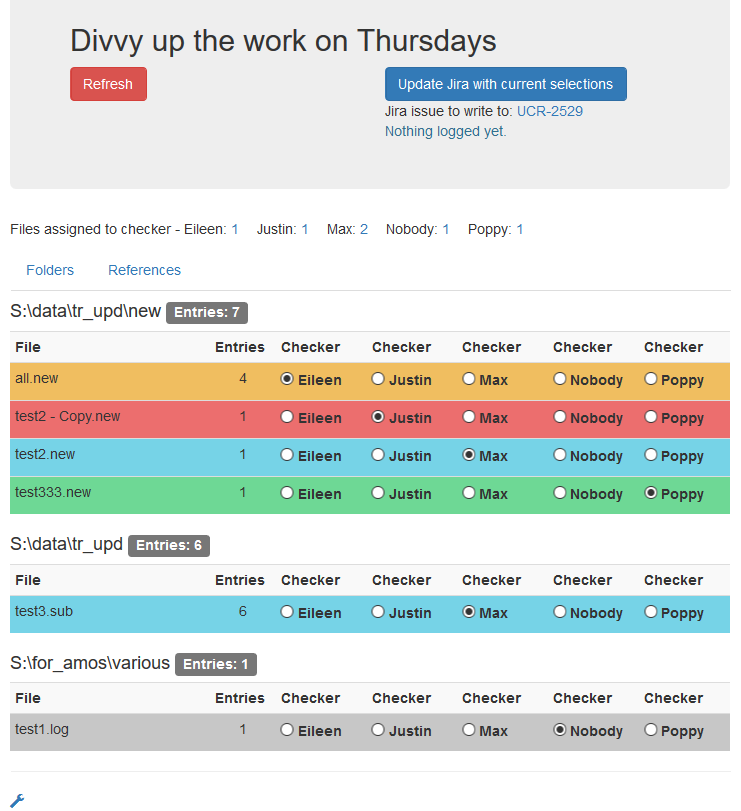 Divvy up the work on Thursdays
Refresh Update Jira with current selections
Jira issue to write to: UCR-2529
Nothing logged yet.
Files assigned to checker - Eileen: 1 Justin: 1 Max: 2 Nobody: 1 Poppy: 1
Folders References
S:\data\tr_upd\new Entries: 7
File Entries Checker Checker Checker Checker Checker
all.new 4 Eileen Justin Max Nobody Poppy
test2 - Copy.new 1 Eileen Justin Max Nobody Poppy
test2.new 1 Eileen Justin Max Nobody Poppy
test333.new 1 Eileen Justin Max Nobody Poppy
S:\data\tr_upd Entries: 6
File Entries Checker Checker Checker Checker Checker
test3.sub 6 Eileen Justin Max Nobody Poppy
S:\for_amos\various Entries: 1
File Entries Checker Checker Checker Checker Checker
test1.log 1 Eileen Justin Max Nobody Poppy